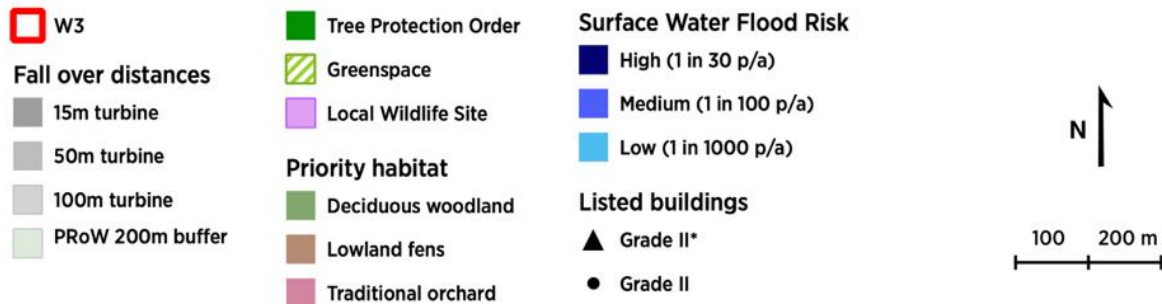 W3
Fall over distances
15m turbine
50m turbine
100m turbine
PRoW 200m buffer
Tree Protection Order
Greenspace
Local Wildlife Site
Priority habitat
Deciduous woodland
Lowland fens
Traditional orchard
Surface Water Flood Risk
High (1 in 30 p/a)
Medium (1 in 100 p/a)
Low (1 in 1000 p/a)
Listed buildings
Grade II*
Grade II
N
100 200 m